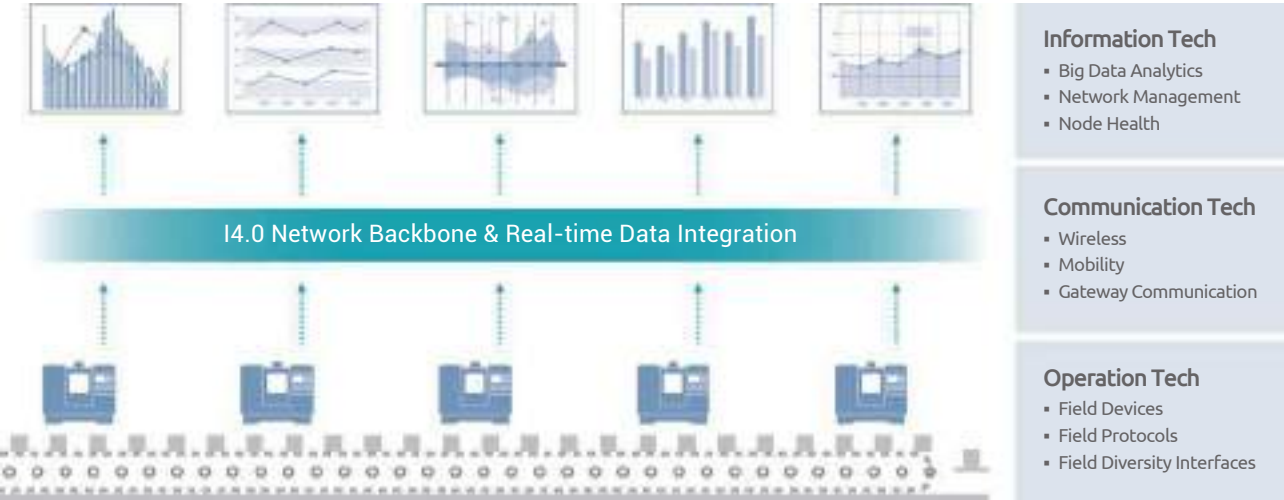 I4.0 Network Backbone & Real-time Data Integration
Information Tech
▪ Big Data Analytics
▪ Network Management
▪ Node Health
Communication Tech
▪ Wireless
▪ Mobility
▪ Gateway Communication
Operation Tech
▪ Field Devices
▪ Field Protocols
▪ Field Diversity Interfaces